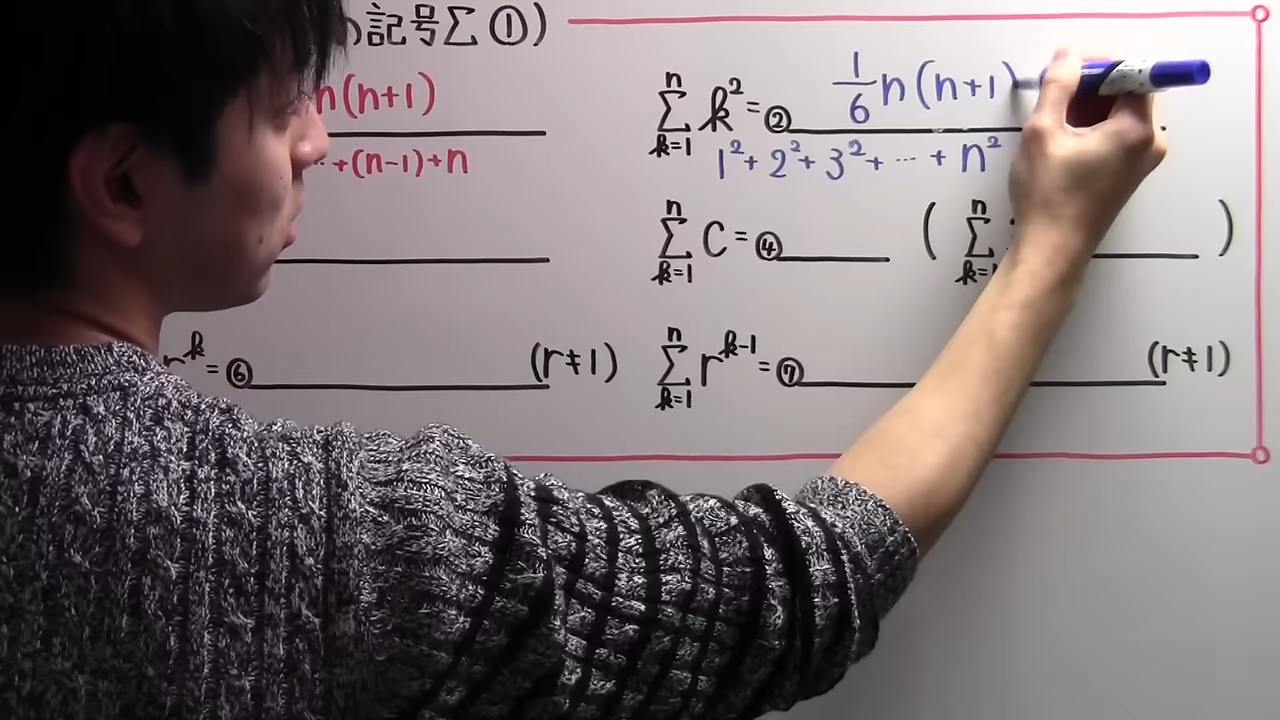 記号Σ①)
n(n+1)
+(n-1)+n
n Σ k=1 k² = ② 1/6 n(n+1)
1²+2²+3²+…+n²
n Σ k=1 C = ④ ( n Σ k= )
r^k = ⑥ (r≠1)
n Σ k=1 r^{k-1} = ⑦ (r≠1)